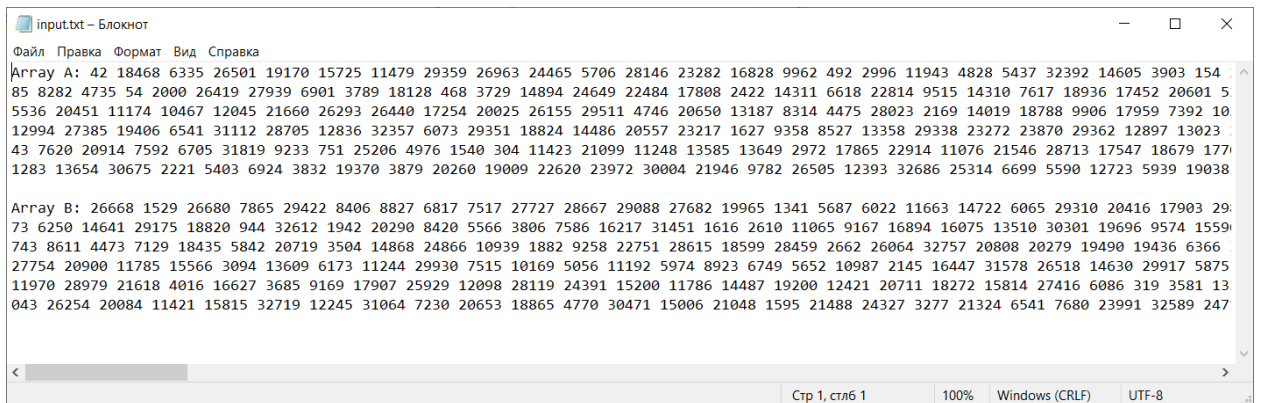 input.txt – Блокнот
Файл Правка Формат Вид Справка
Array A: 42 18468 6335 26501 19170 15725 11479 29359 26963 24465 5706 28146 23282 16828 9962 492 2996 11943 4828 5437 32392 14605 3903 154
85 8282 4735 54 2000 26419 27939 6901 3789 18128 468 3729 14894 24649 22484 17808 2422 14311 6618 22814 9515 14310 7617 18936 17452 20601
5536 20451 11174 10467 12045 21660 26293 26440 17254 20025 26155 29511 4746 20650 13187 8314 4475 28023 2169 14019 18788 9906 17959 7392
12994 27385 19406 6541 31112 28705 12836 32357 6073 29351 18824 14486 20557 23217 1627 9358 8527 13358 29338 23272 23870 29362 12897 13023
43 7620 20914 7592 6705 31819 9233 751 25206 4976 1540 304 11423 21099 11248 13585 13649 2972 17865 22914 11076 21546 28713 17547 18679
1283 13654 30675 2221 5403 6924 3832 19370 3879 20260 19009 22620 23972 30004 21946 9782 26505 12393 32686 25314 6699 5590 12723 5939 19038
Array B: 26668 1529 26680 7865 29422 8406 8827 6817 7517 27727 28667 29088 27682 19965 1341 5687 6022 11663 14722 6065 29310 20416 17903
73 6250 14641 29175 18820 944 32612 1942 20290 8420 5566 3806 7586 16217 31451 1616 2610 11065 9167 16894 16075 13510 30301 19696 9574
743 8611 4473 7129 18435 5842 20719 3504 14868 24866 10939 1882 9258 22751 28615 18599 28459 2662 26064 32757 20808 20279 19490 19436 6366
27754 20900 11785 15566 3094 13609 6173 11244 29930 7515 10169 5056 11192 5974 8923 6749 5652 10987 2145 16447 31578 26518 14630 29917 5875
11970 28979 21618 4016 16627 3685 9169 17907 25929 12098 28119 24391 15200 11786 14487 19200 12421 20711 18272 15814 27416 6086 319 3581 13
043 26254 20084 11421 15815 32719 12245 31064 7230 20653 18865 4770 30471 15006 21048 1595 21488 24327 3277 21324 6541 7680 23991 32589
Стр 1, стлб 1 100% Windows (CRLF) UTF-8